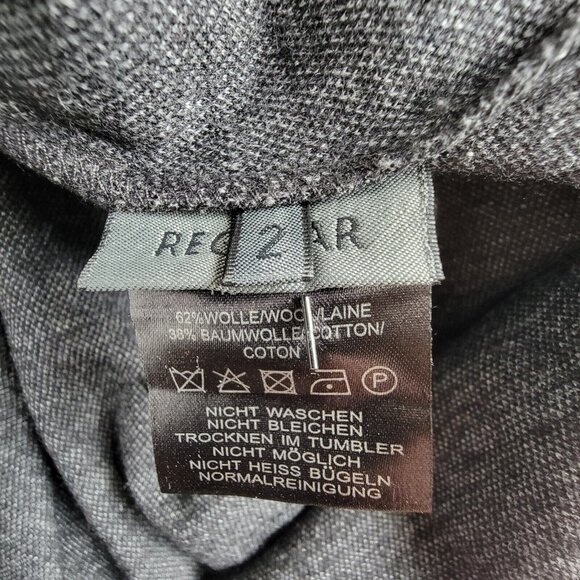 REG 2 AR
62%WOLLE/WOOL/LAINE
38% BAUMWOLLE/COTTON/
COTON
P
NICHT WASCHEN
NICHT BLEICHEN
TROCKNEN IM TUMBLER
NICHT MÖGLICH
NICHT HEISS BÜGELN
NORMALREINIGUNG